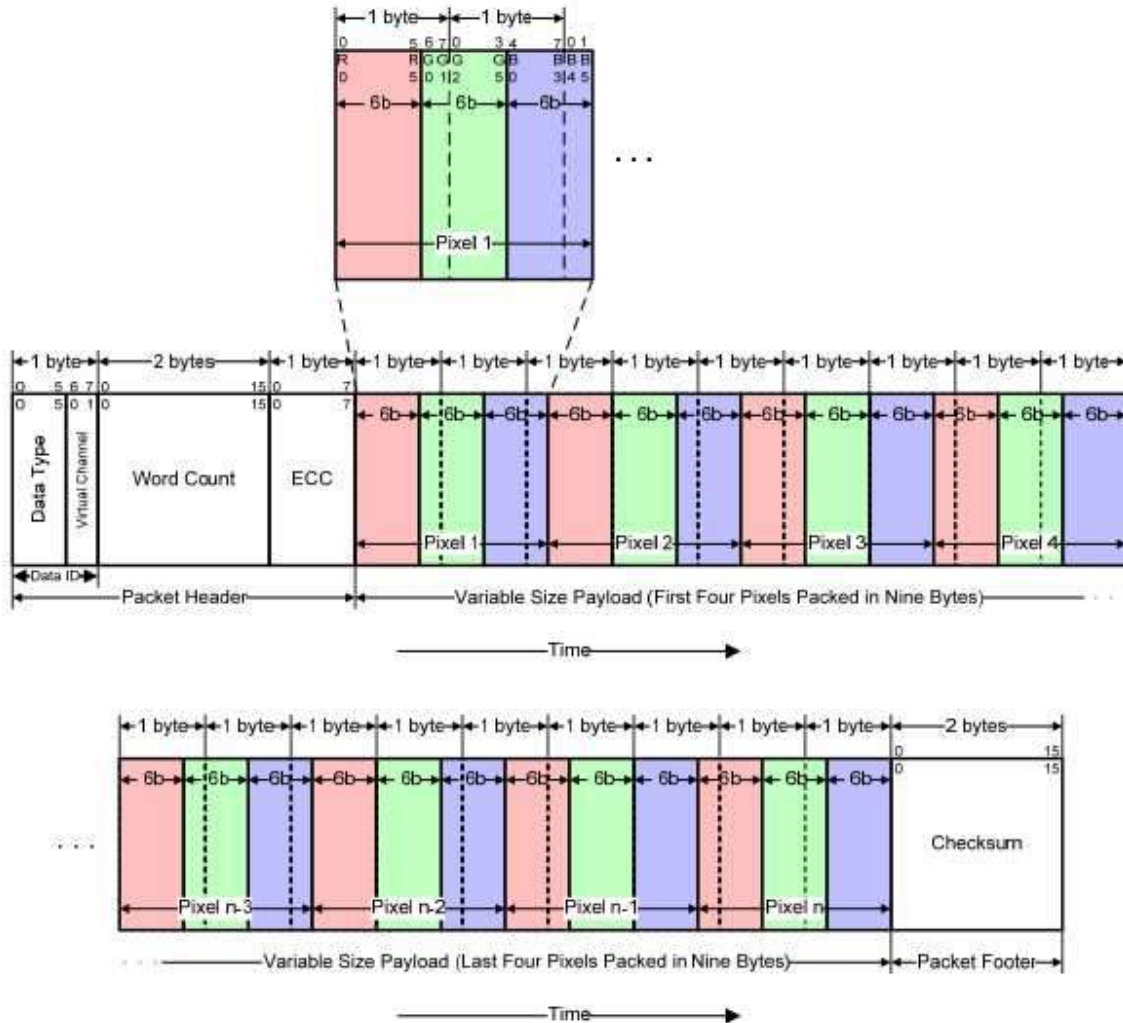 1 byte 1 byte
0 5 6 7 0 3 4 7 0 1
R R G G G G B B B B
0 5 0 1 2 5 0 3 4 5
6b 6b 6b
. . .
Pixel 1
1 byte 2 bytes 1 byte 1 byte 1 byte 1 byte 1 byte 1 byte 1 byte 1 byte 1 byte 1 byte
0 5 6 7 0 15 0 7
0 5 0 1 0 15 0 7
6b 6b 6b 6b 6b 6b 6b 6b 6b 6b 6b 6b
Data Type
Virtual Channel
Word Count
ECC
Pixel 1 Pixel 2 Pixel 3 Pixel 4
Data ID
Packet Header
Variable Size Payload (First Four Pixels Packed in Nine Bytes)
Time
1 byte 1 byte 1 byte 1 byte 1 byte 1 byte 1 byte 1 byte 1 byte 2 bytes
0 15
0 15
6b 6b 6b 6b 6b 6b 6b 6b 6b 6b 6b 6b
. . .
Checksum
Pixel n-3 Pixel n-2 Pixel n-1 Pixel n
Variable Size Payload (Last Four Pixels Packed in Nine Bytes)
Packet Footer
Time